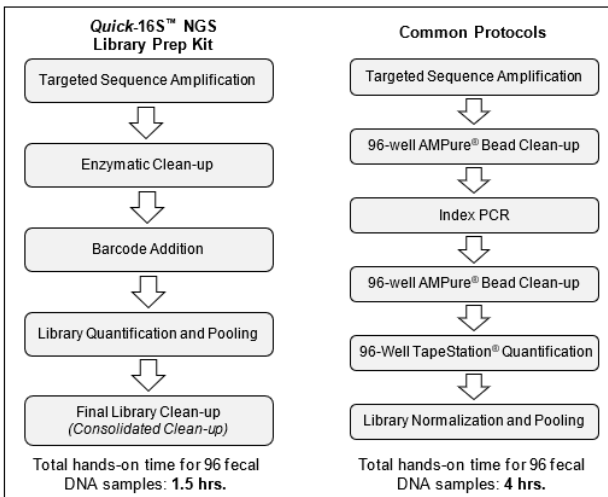 Quick-16S™ NGS
Library Prep Kit
Targeted Sequence Amplification
Enzymatic Clean-up
Barcode Addition
Library Quantification and Pooling
Final Library Clean-up
(Consolidated Clean-up)
Total hands-on time for 96 fecal
DNA samples: 1.5 hrs.
Common Protocols
Targeted Sequence Amplification
96-well AMPure® Bead Clean-up
Index PCR
96-well AMPure® Bead Clean-up
96-Well TapeStation® Quantification
Library Normalization and Pooling
Total hands-on time for 96 fecal
DNA samples: 4 hrs.